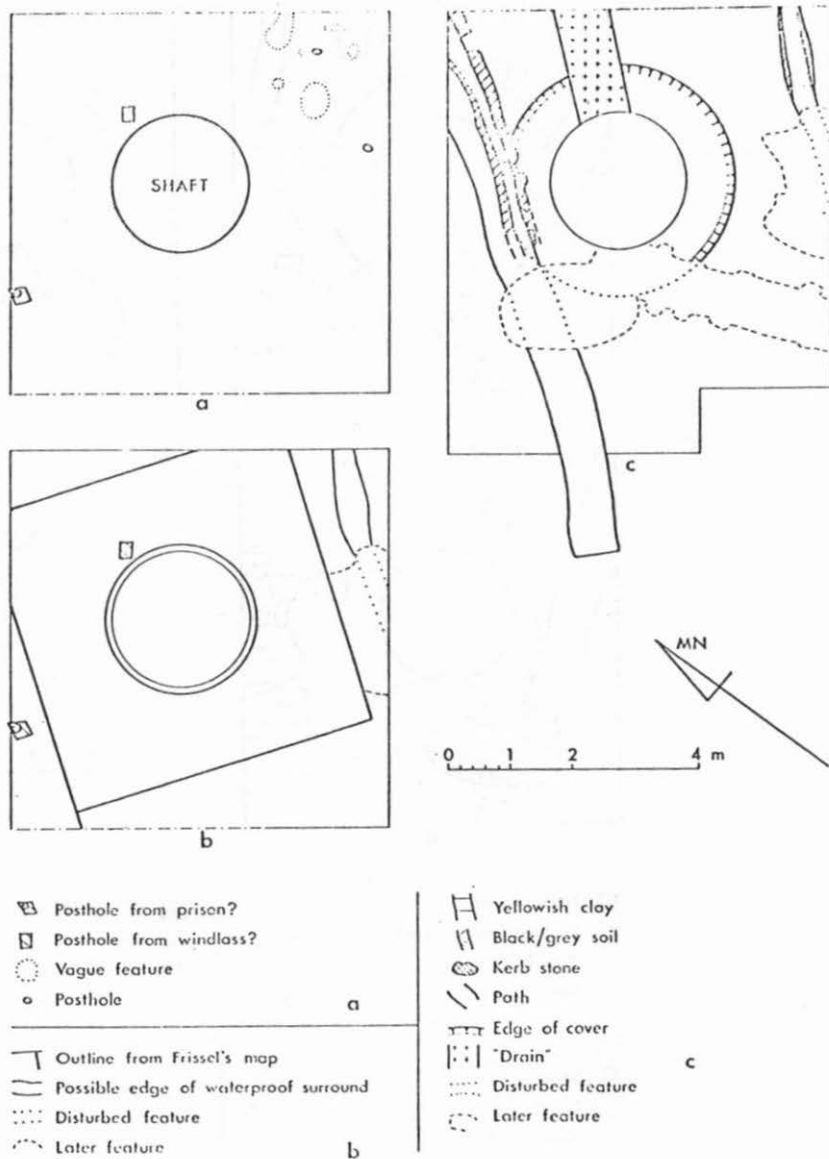 SHAFT
a
b
c
MN
0 1 2 4 m
Posthole from prison?
Posthole from windlass?
Vague feature
Posthole
a
Outline from Frissel's map
Possible edge of waterproof surround
Disturbed feature
Later feature
b
Yellowish clay
Black/grey soil
Kerb stone
Path
Edge of cover
"Drain"
c
Disturbed feature
Later feature